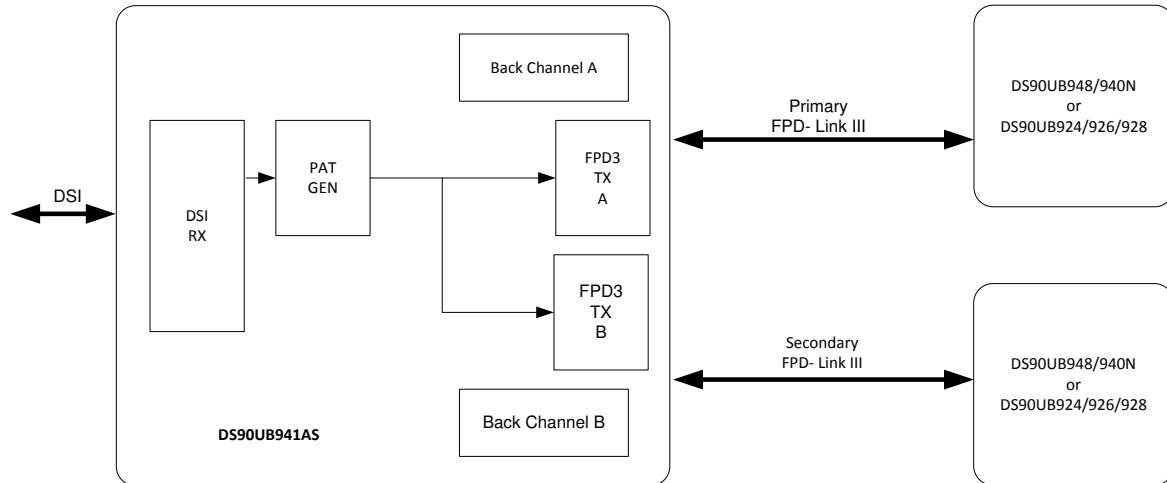 DSI
DSI
RX
PAT
GEN
Back Channel A
FPD3
TX
A
FPD3
TX
B
Back Channel B
DS90UB941AS
Primary
FPD- Link III
Secondary
FPD- Link III
DS90UB948/940N
or
DS90UB924/926/928
DS90UB948/940N
or
DS90UB924/926/928